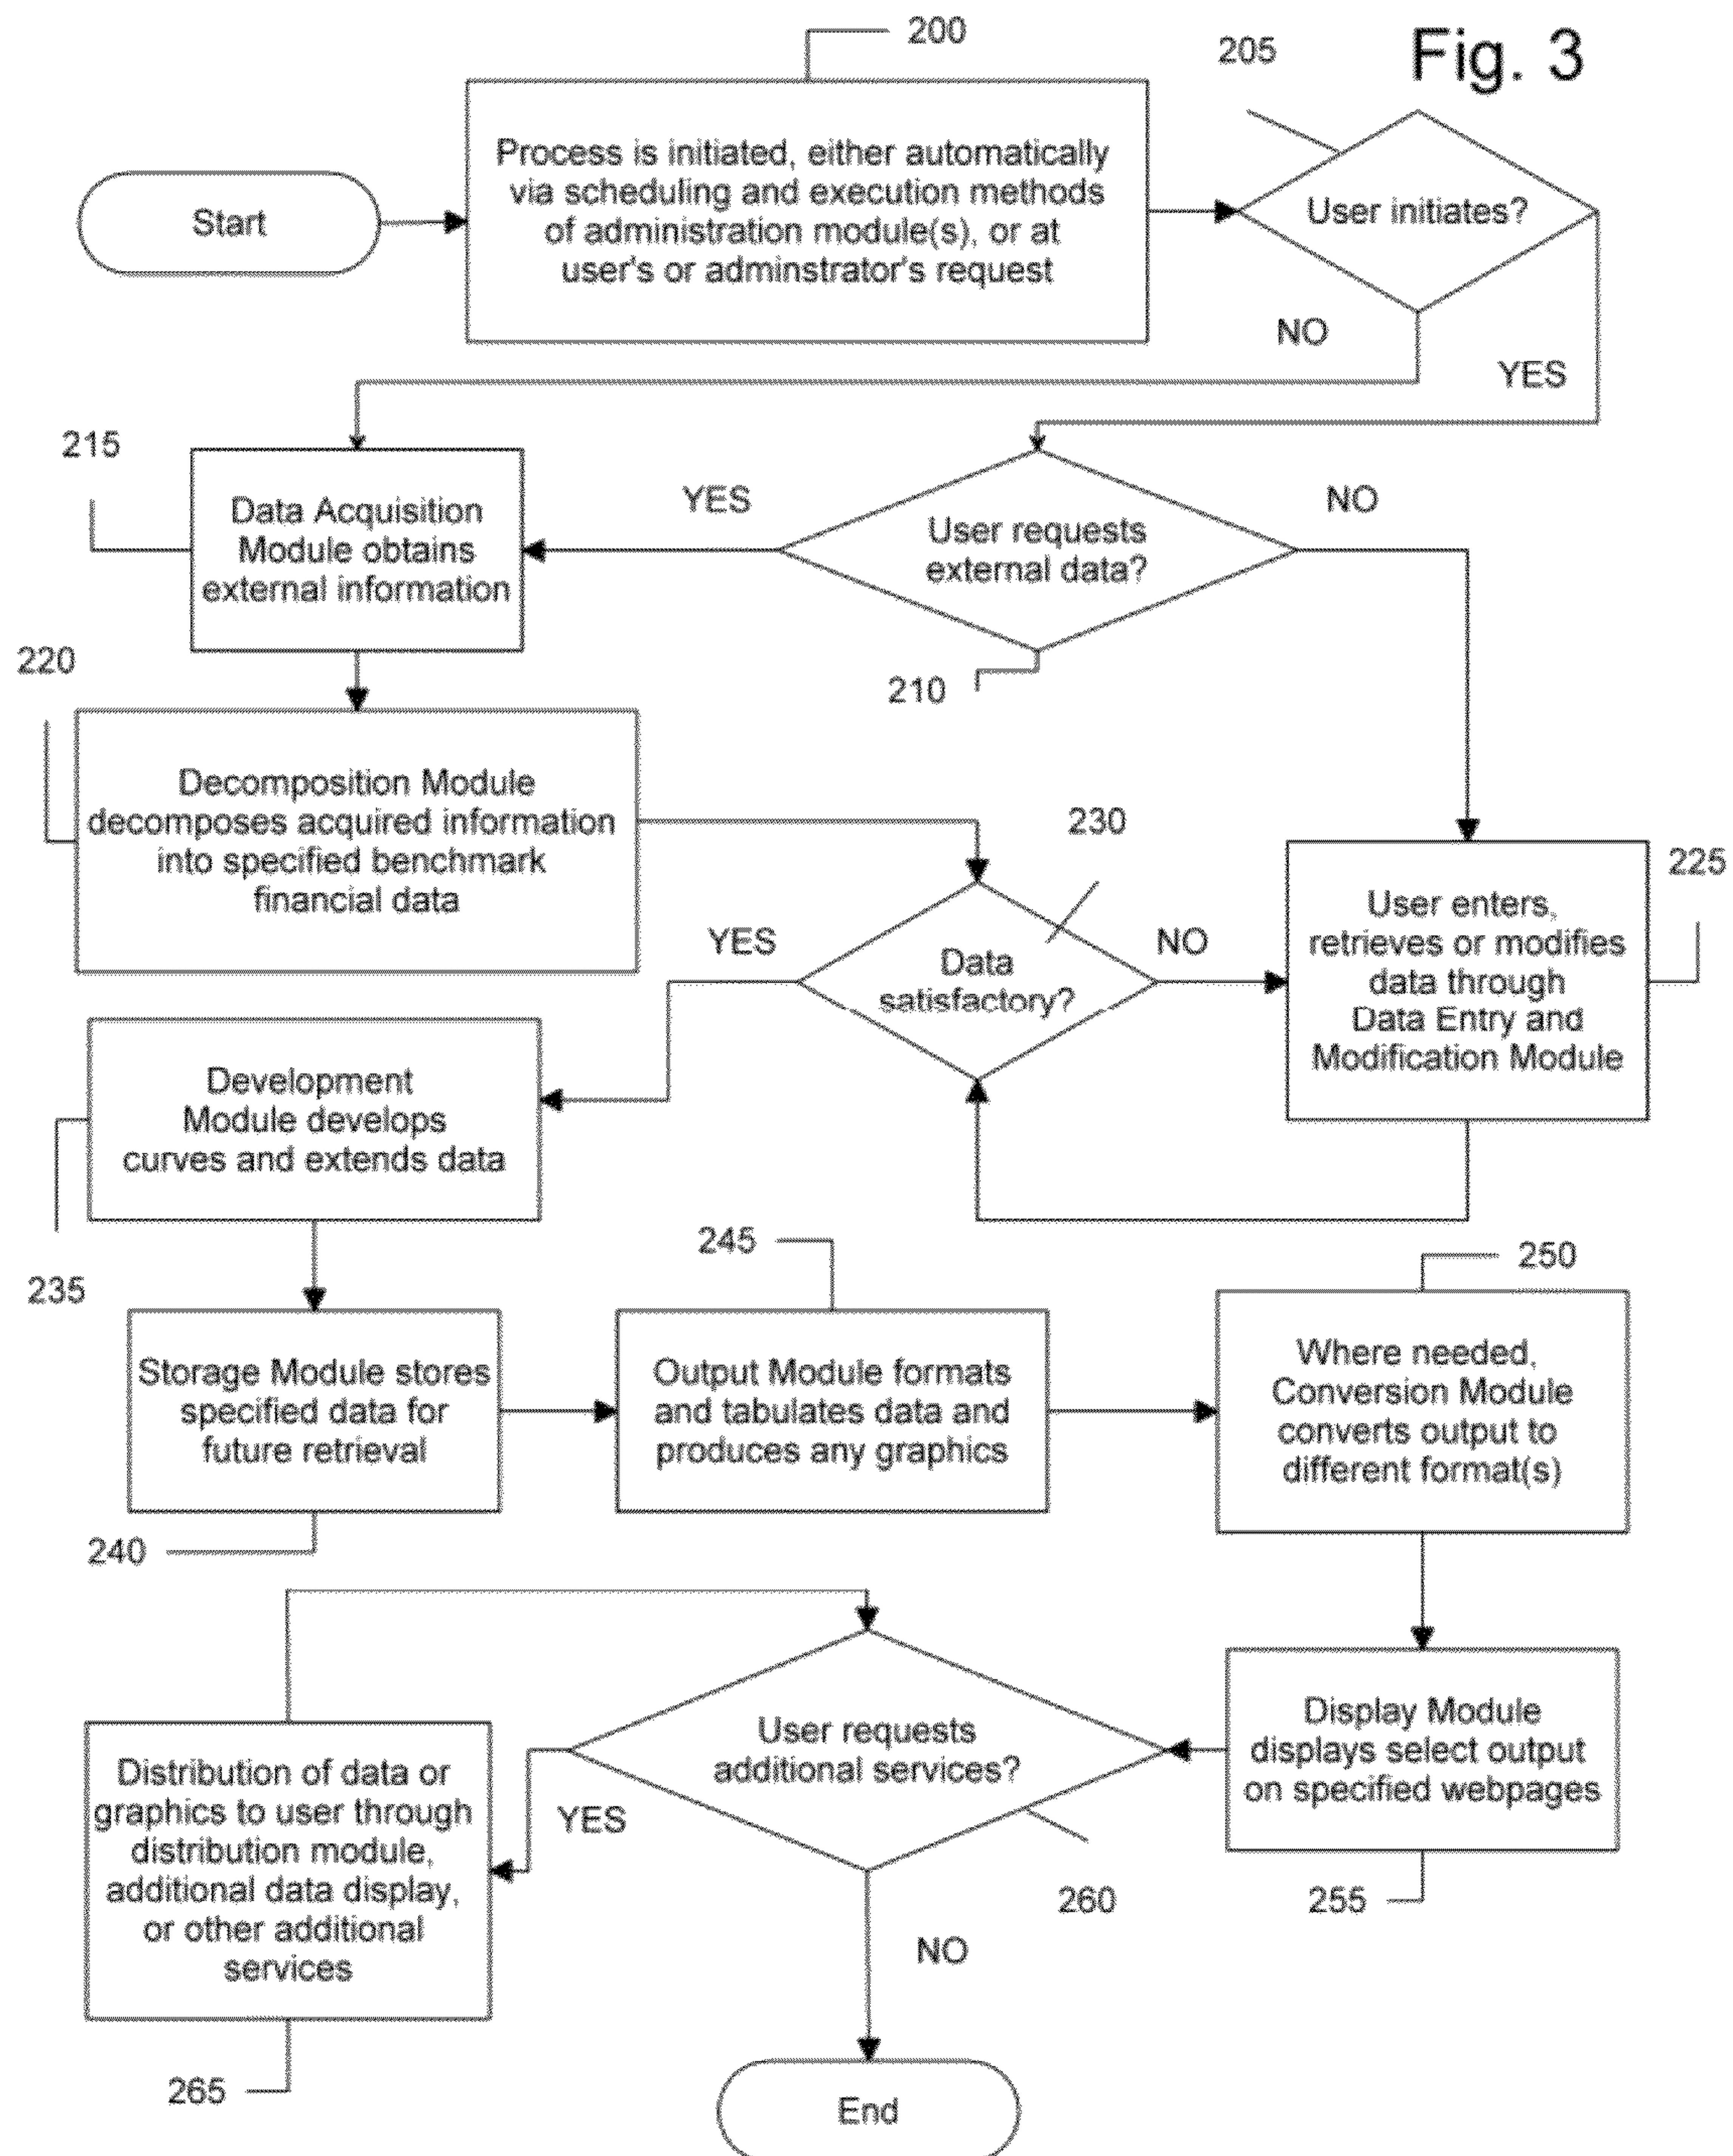 200
205
Fig. 3
Start
Process is initiated, either automatically
via scheduling and execution methods
of administration module(s), or at
user's or adminstrator's request
User initiates?
NO
YES
215
Data Acquisition
Module obtains
external information
YES
User requests
external data?
NO
210
220
Decomposition Module
decomposes acquired information
into specified benchmark
financial data
230
225
YES
Data
satisfactory?
NO
User enters,
retrieves or modifies
data through
Data Entry and
Modification Module
Development
Module develops
curves and extends data
235
245
250
Storage Module stores
specified data for
future retrieval
Output Module formats
and tabulates data and
produces any graphics
Where needed,
Conversion Module
converts output to
different format(s)
240
Distribution of data or
graphics to user through
distribution module,
additional data display,
or other additional
services
YES
User requests
additional services?
Display Module
displays select output
on specified webpages
260
255
NO
265
End